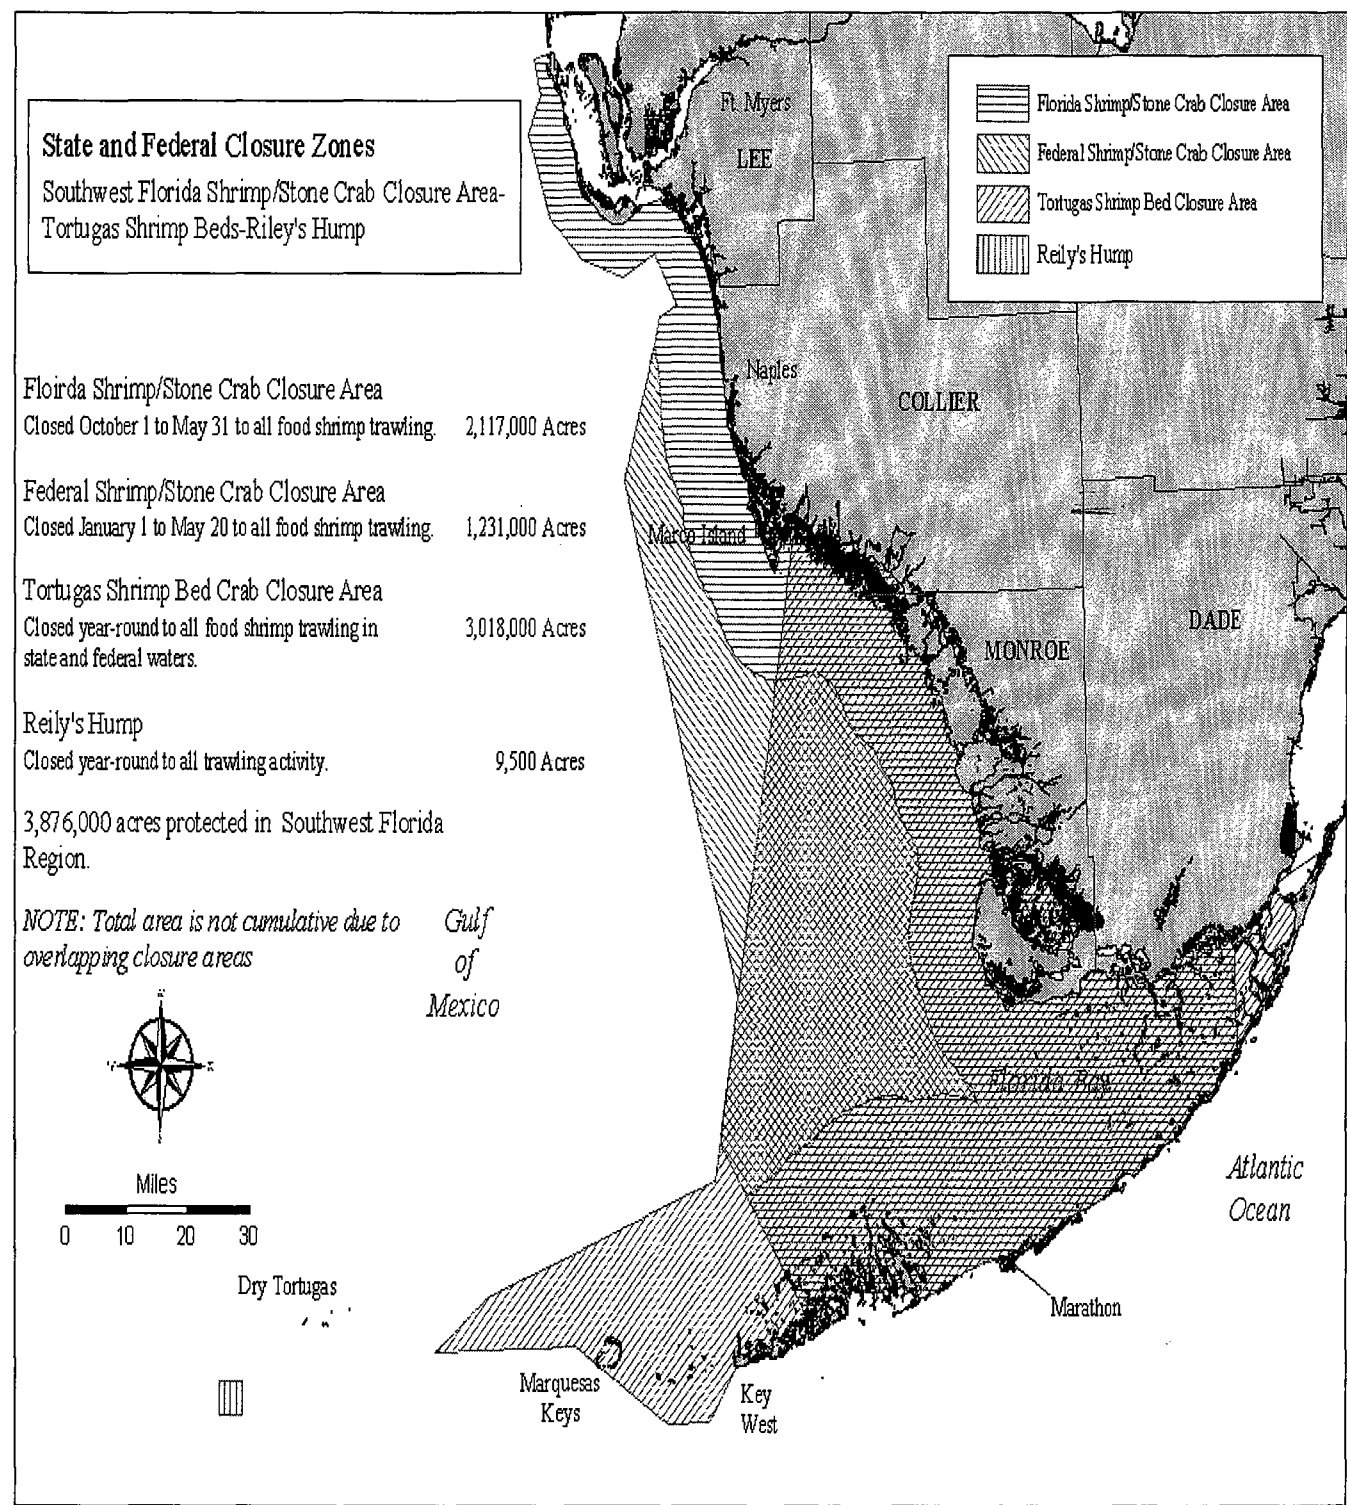 State and Federal Closure Zones
Southwest Florida Shrimp/Stone Crab Closure Area-
Tortugas Shrimp Beds-Riley's Hump
Florida Shrimp/Stone Crab Closure Area
Federal Shrimp/Stone Crab Closure Area
Tortugas Shrimp Bed Closure Area
Reily's Hump
Ft. Myers
LEE
Naples
COLLIER
Marco Island
MONROE
DADE
Floirda Shrimp/Stone Crab Closure Area
Closed October 1 to May 31 to all food shrimp trawling. 2,117,000 Acres
Federal Shrimp/Stone Crab Closure Area
Closed January 1 to May 20 to all food shrimp trawling. 1,231,000 Acres
Tortugas Shrimp Bed Crab Closure Area
Closed year-round to all food shrimp trawling in 3,018,000 Acres
state and federal waters.
Reily's Hump
Closed year-round to all trawling activity. 9,500 Acres
3,876,000 acres protected in Southwest Florida
Region.
NOTE: Total area is not cumulative due to
overlapping closure areas
Gulf
of
Mexico
Florida Bay
Miles
0 10 20 30
Dry Tortugas
Atlantic
Ocean
Marathon
Marquesas
Keys
Key
West